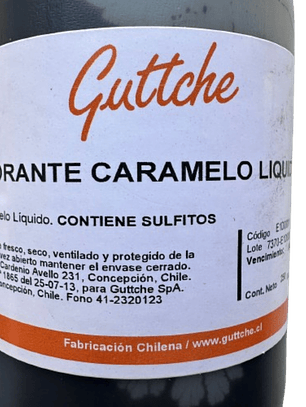 Guttche
ORANTE CARAMELO LIQUI
elo Líquido. CONTIENE SULFITOS
fresco, seco, ventilado y protegido de la
vez abierto mantener el envase cerrado.
Cardenio Avello 231, Concepción, Chile.
1865 del 25-07-13, para Guttche SpA.
oncepción, Chile. Fono 41-2320123
Código
Lote
Vencimien
Cont. Neto
Fabricación Chilena / www.guttche.cl